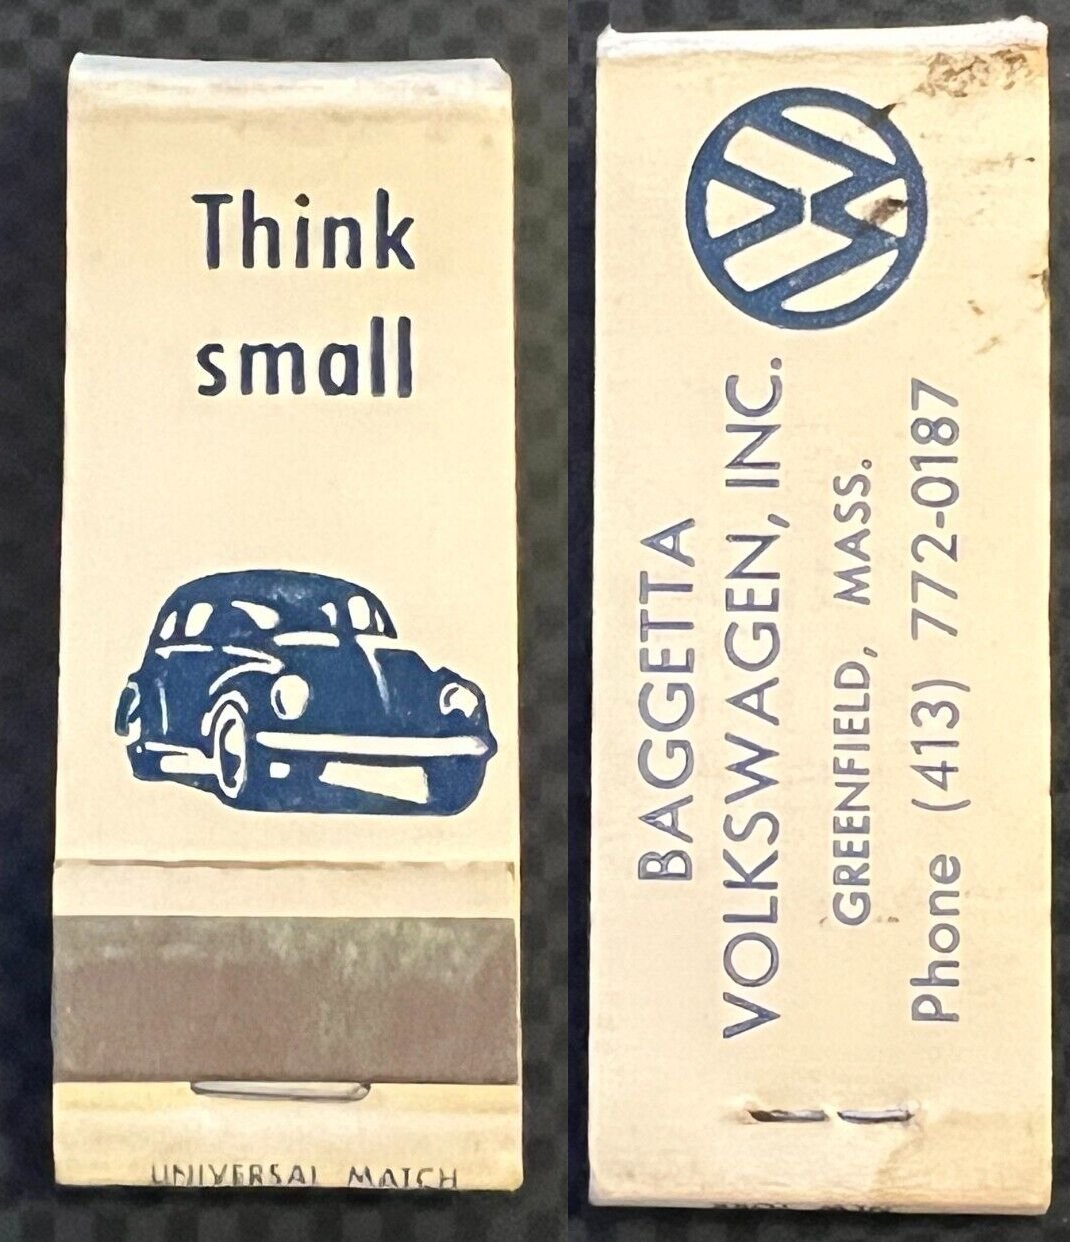 Think
small
UNIVERSAL MATCH
BAGGETTA
VOLKSWAGEN, INC.
GREENFIELD, MASS.
Phone (413) 772-0187